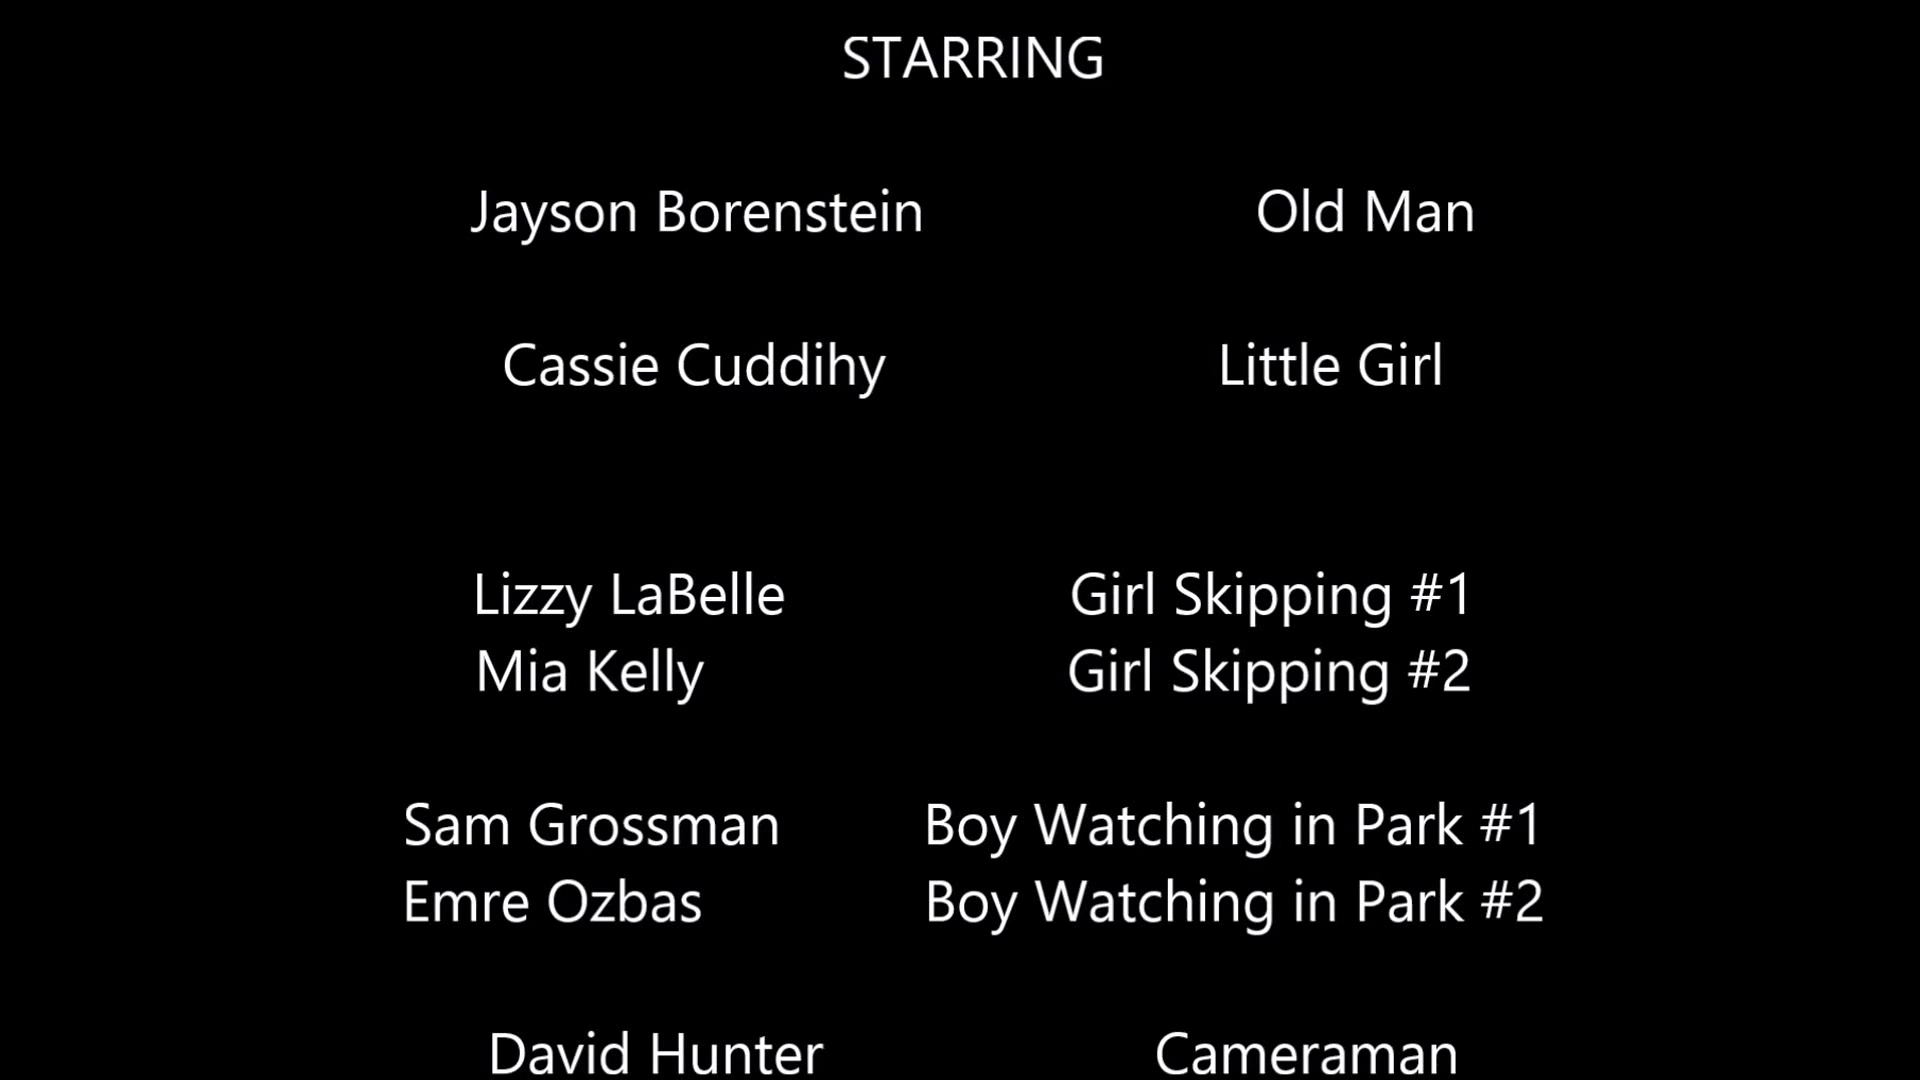 STARRING
Jayson Borenstein Old Man
Cassie Cuddihy Little Girl
Lizzy LaBelle Girl Skipping #1
Mia Kelly Girl Skipping #2
Sam Grossman Boy Watching in Park #1
Emre Ozbas Boy Watching in Park #2
David Hunter Cameraman